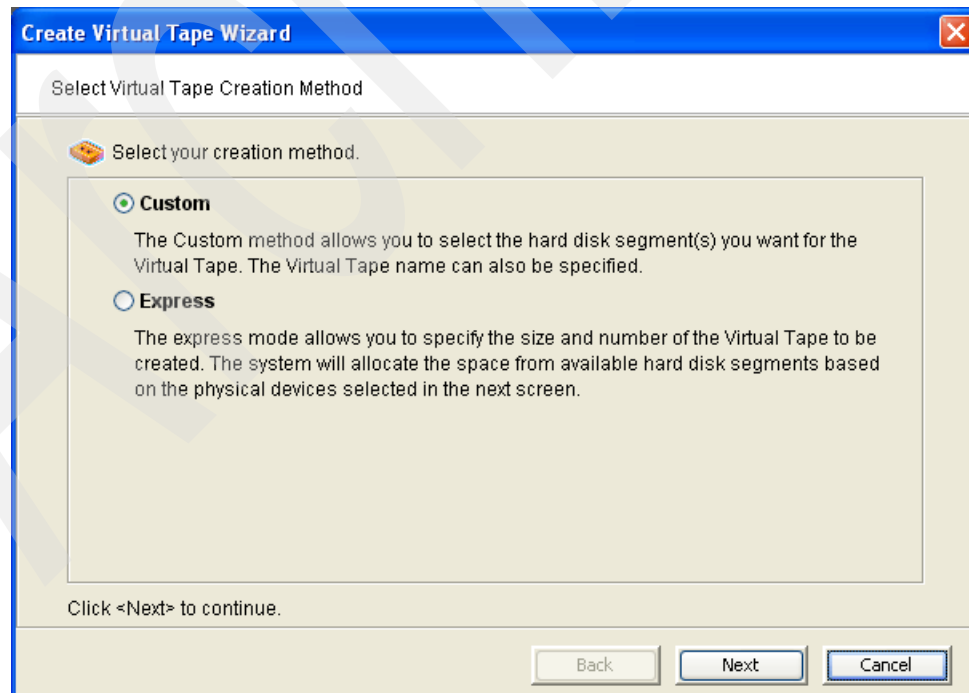 Create Virtual Tape Wizard
Select Virtual Tape Creation Method
Select your creation method.
Custom
The Custom method allows you to select the hard disk segment(s) you want for the
Virtual Tape. The Virtual Tape name can also be specified.
Express
The express mode allows you to specify the size and number of the Virtual Tape to be
created. The system will allocate the space from available hard disk segments based
on the physical devices selected in the next screen.
Click <Next> to continue.
Back Next Cancel